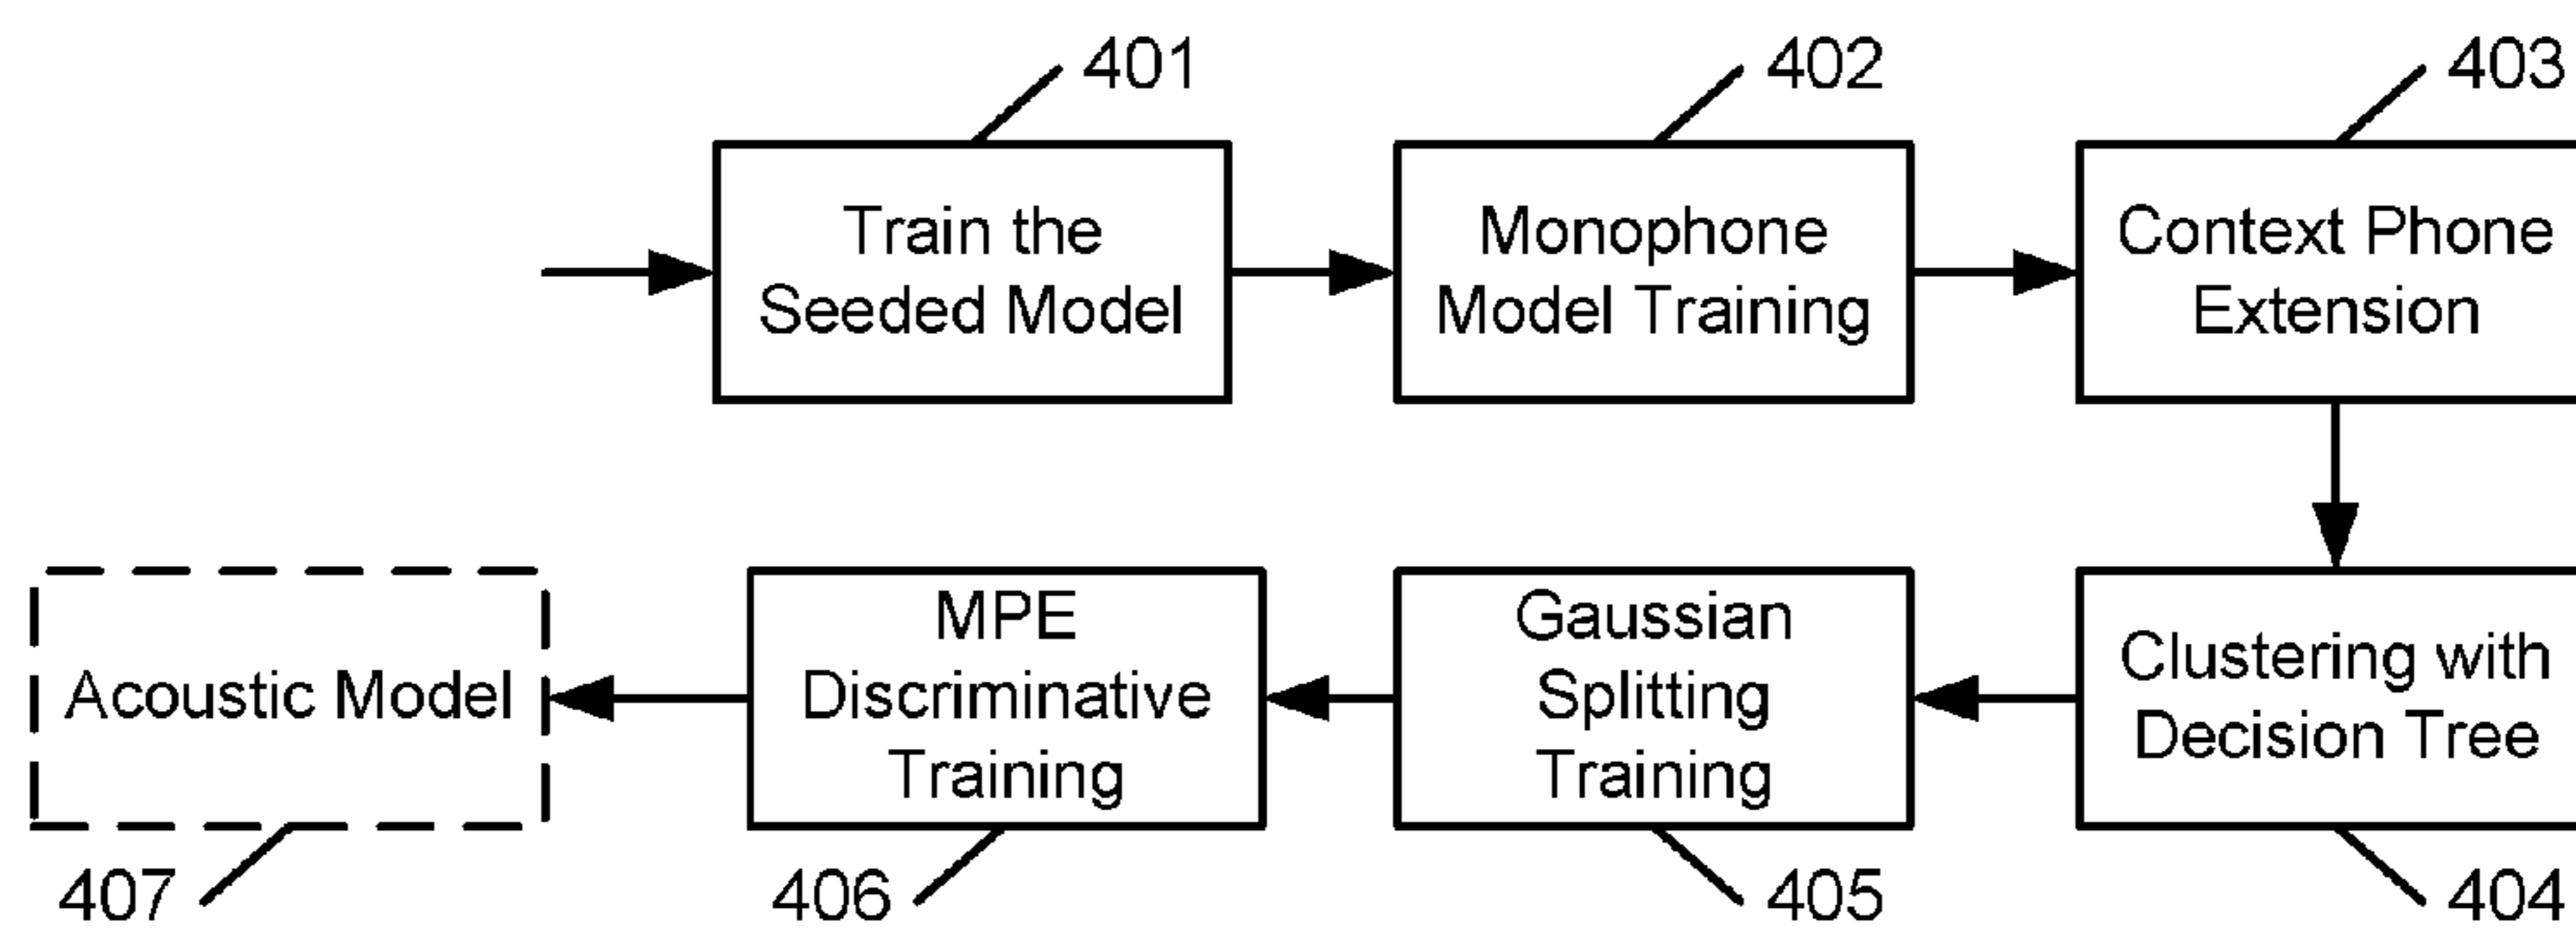 401
402
403
Train the
Seeded Model
Monophone
Model Training
Context Phone
Extension
Acoustic Model
MPE
Discriminative
Training
Gaussian
Splitting
Training
Clustering with
Decision Tree
407
406
405
404